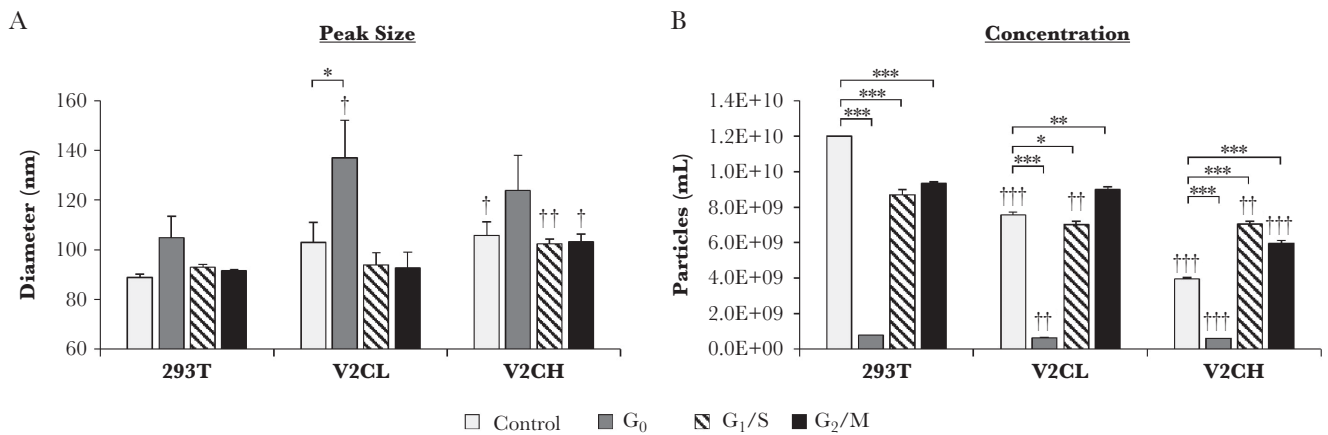 A
Peak Size
Diameter (nm)
160
140
120
100
80
60
*
†
†
††
†
293T
V2CL
V2CH
B
Concentration
Particles (mL)
1.4E+10
1.2E+10
1.0E+10
8.0E+09
6.0E+09
4.0E+09
2.0E+09
0.0E+00
***
***
***
**
*
***
†††
††
††
***
***
***
†††
†††
††
†††
293T
V2CL
V2CH
Control
G0
G1/S
G2/M